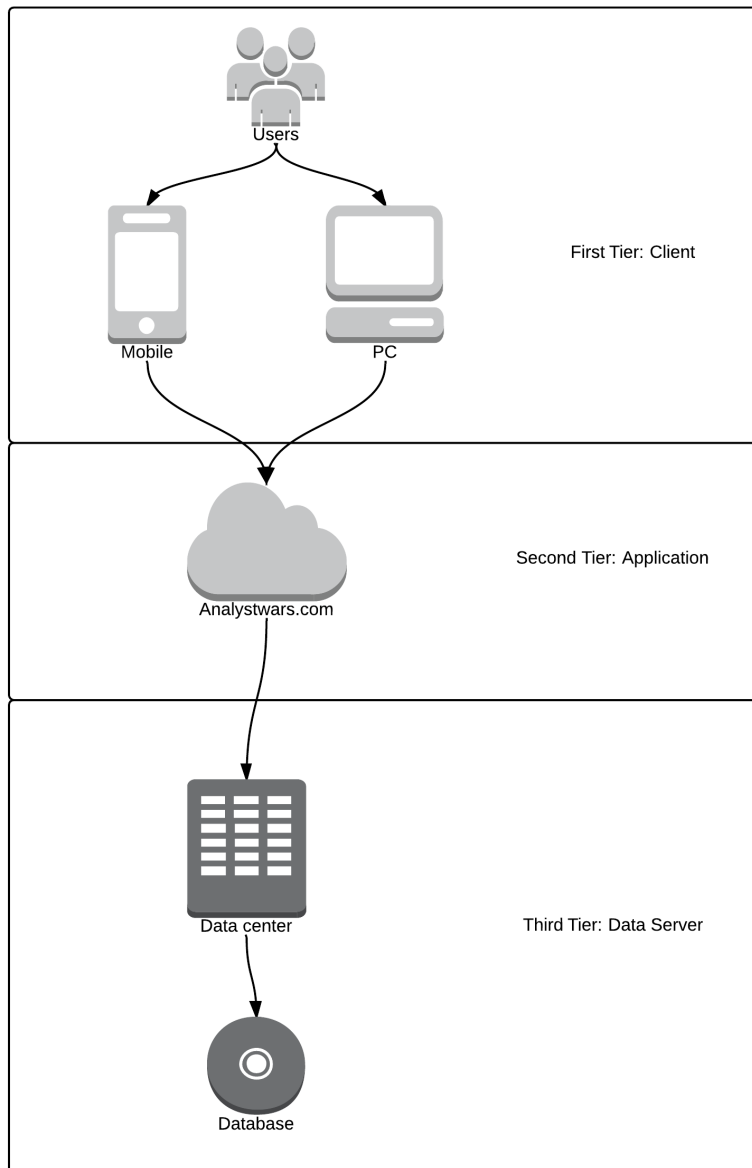 Users
Mobile
PC
First Tier: Client
Analystwars.com
Second Tier: Application
Data center
Third Tier: Data Server
Database